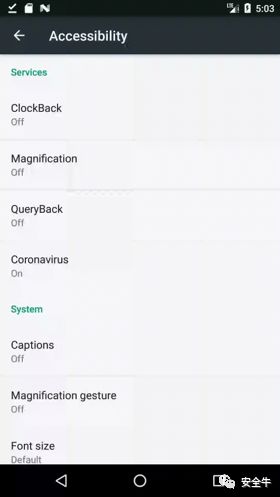 LTE 5:03
Accessibility
Services
ClockBack
Off
Magnification
Off
QueryBack
Off
Coronavirus
On
System
Captions
Off
Magnification gesture
Off
Font size
Default
安全牛